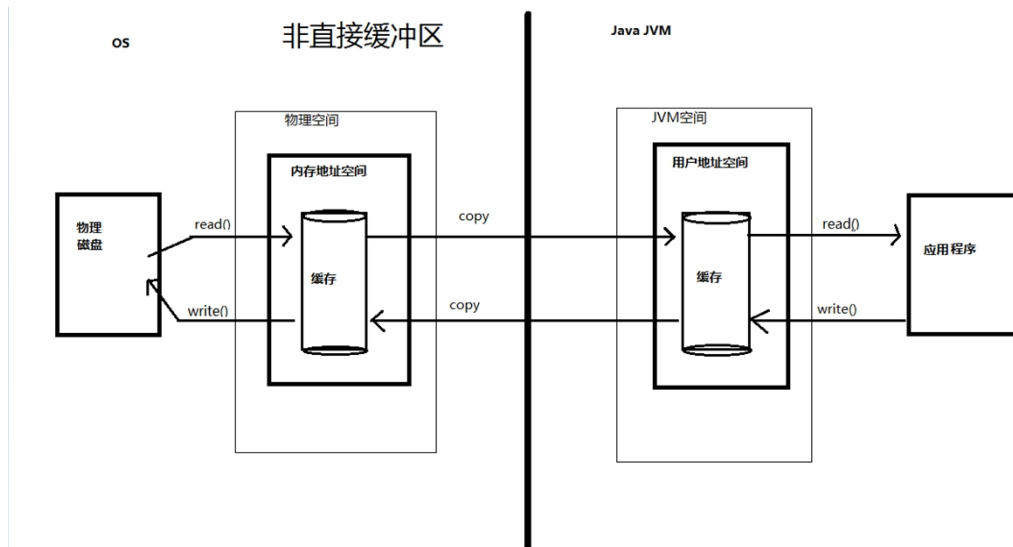 OS
非直接缓冲区
Java JVM
物理空间
JVM空间
内存地址空间
用户地址空间
物理
磁盘
read()
copy
read()
缓存
缓存
应用程序
write()
copy
write()